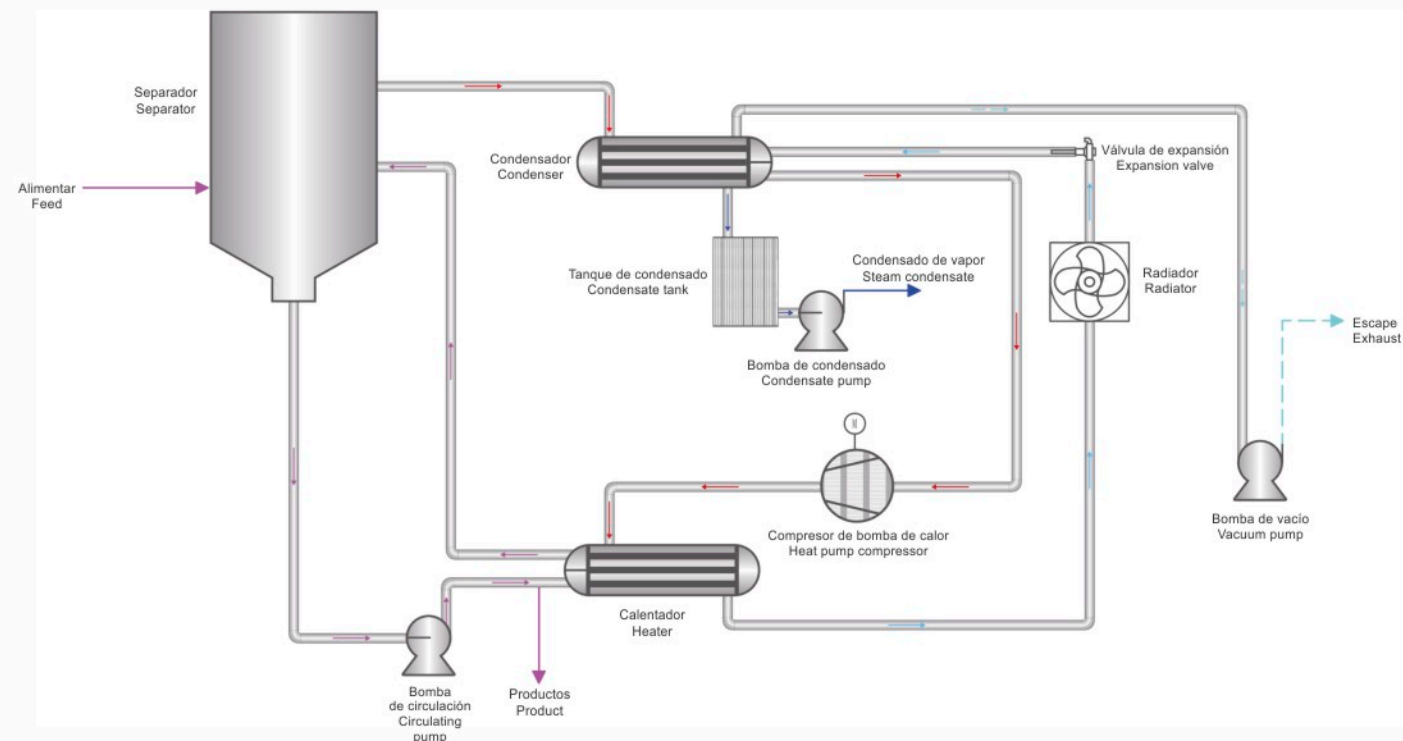 Separador
Separator
Condensador
Condenser
Válvula de expansión
Expansion valve
Alimentar
Feed
Tanque de condensado
Condensate tank
Condensado de vapor
Steam condensate
Radiador
Radiator
Escape
Exhaust
Bomba de condensado
Condensate pump
Compresor de bomba de calor
Heat pump compressor
Bomba de vacío
Vacuum pump
Calentador
Heater
Bomba
de circulación
Circulating
pump
Productos
Product